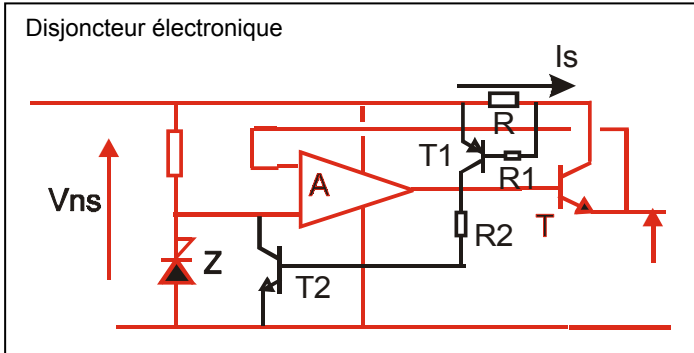 Disjoncteur électronique
Is
R
T1
R1
A
Vns
R2
T
Z
T2